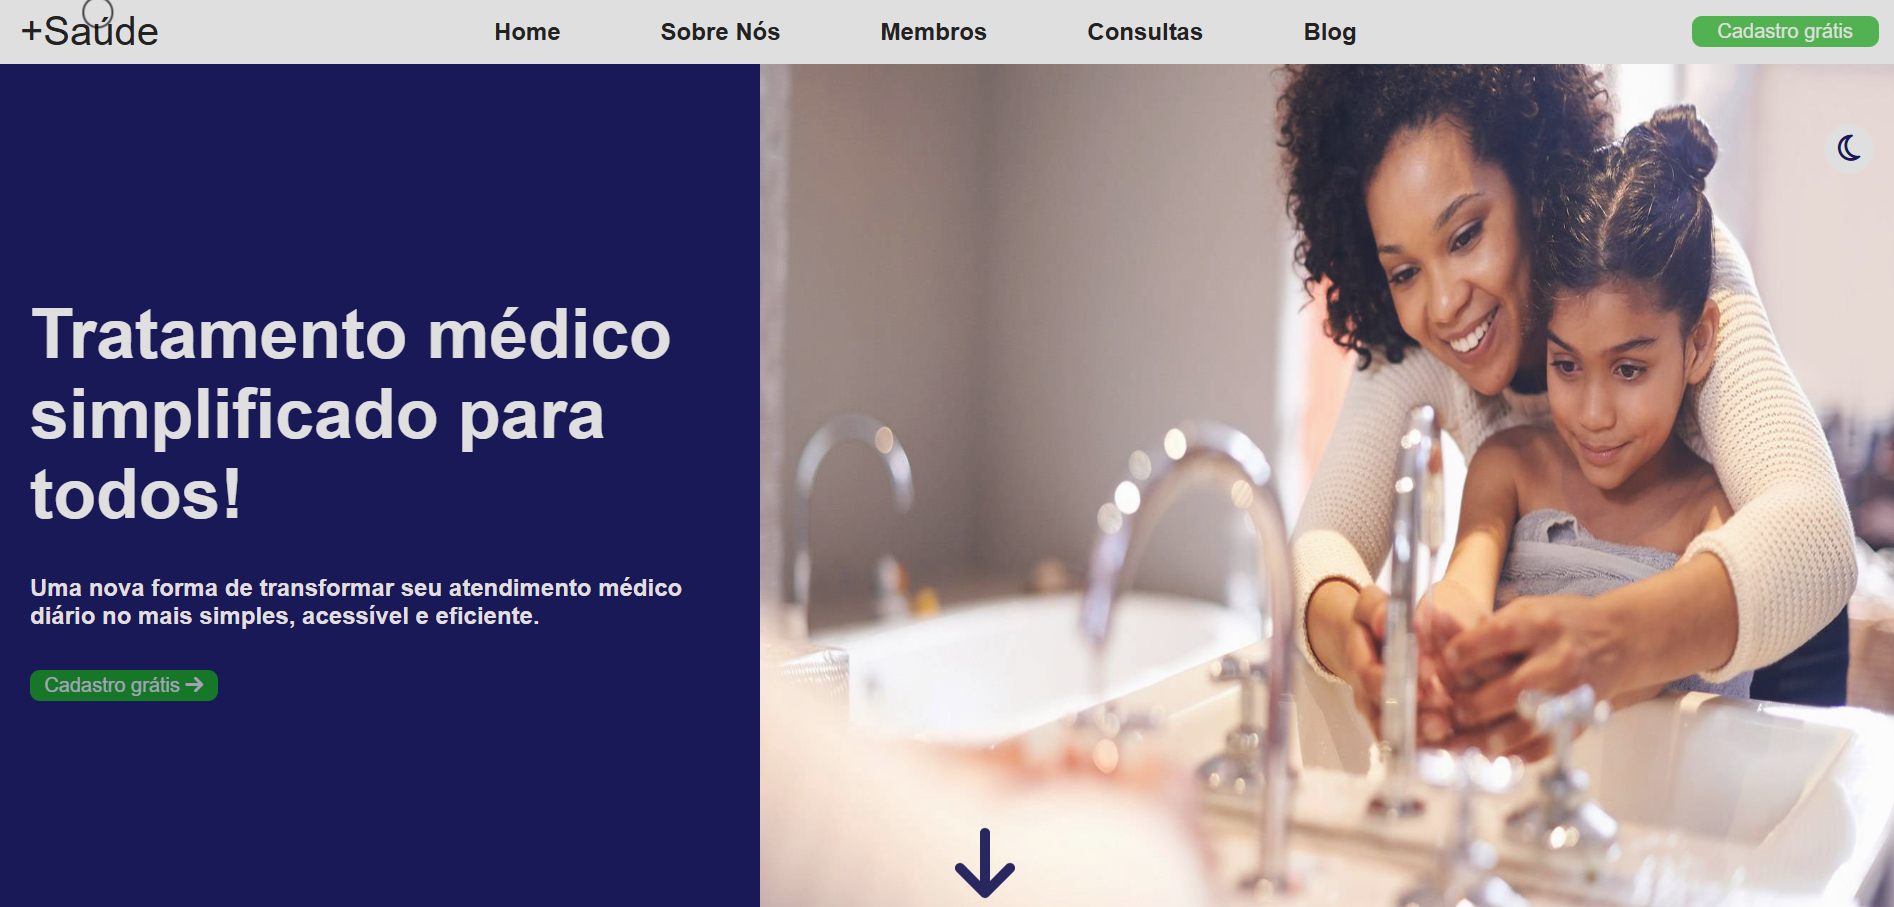 +Saúde
Home
Sobre Nós
Membros
Consultas
Blog
Cadastro grátis
Tratamento médico
simplificado para
todos!
Uma nova forma de transformar seu atendimento médico
diário no mais simples, acessível e eficiente.
Cadastro grátis